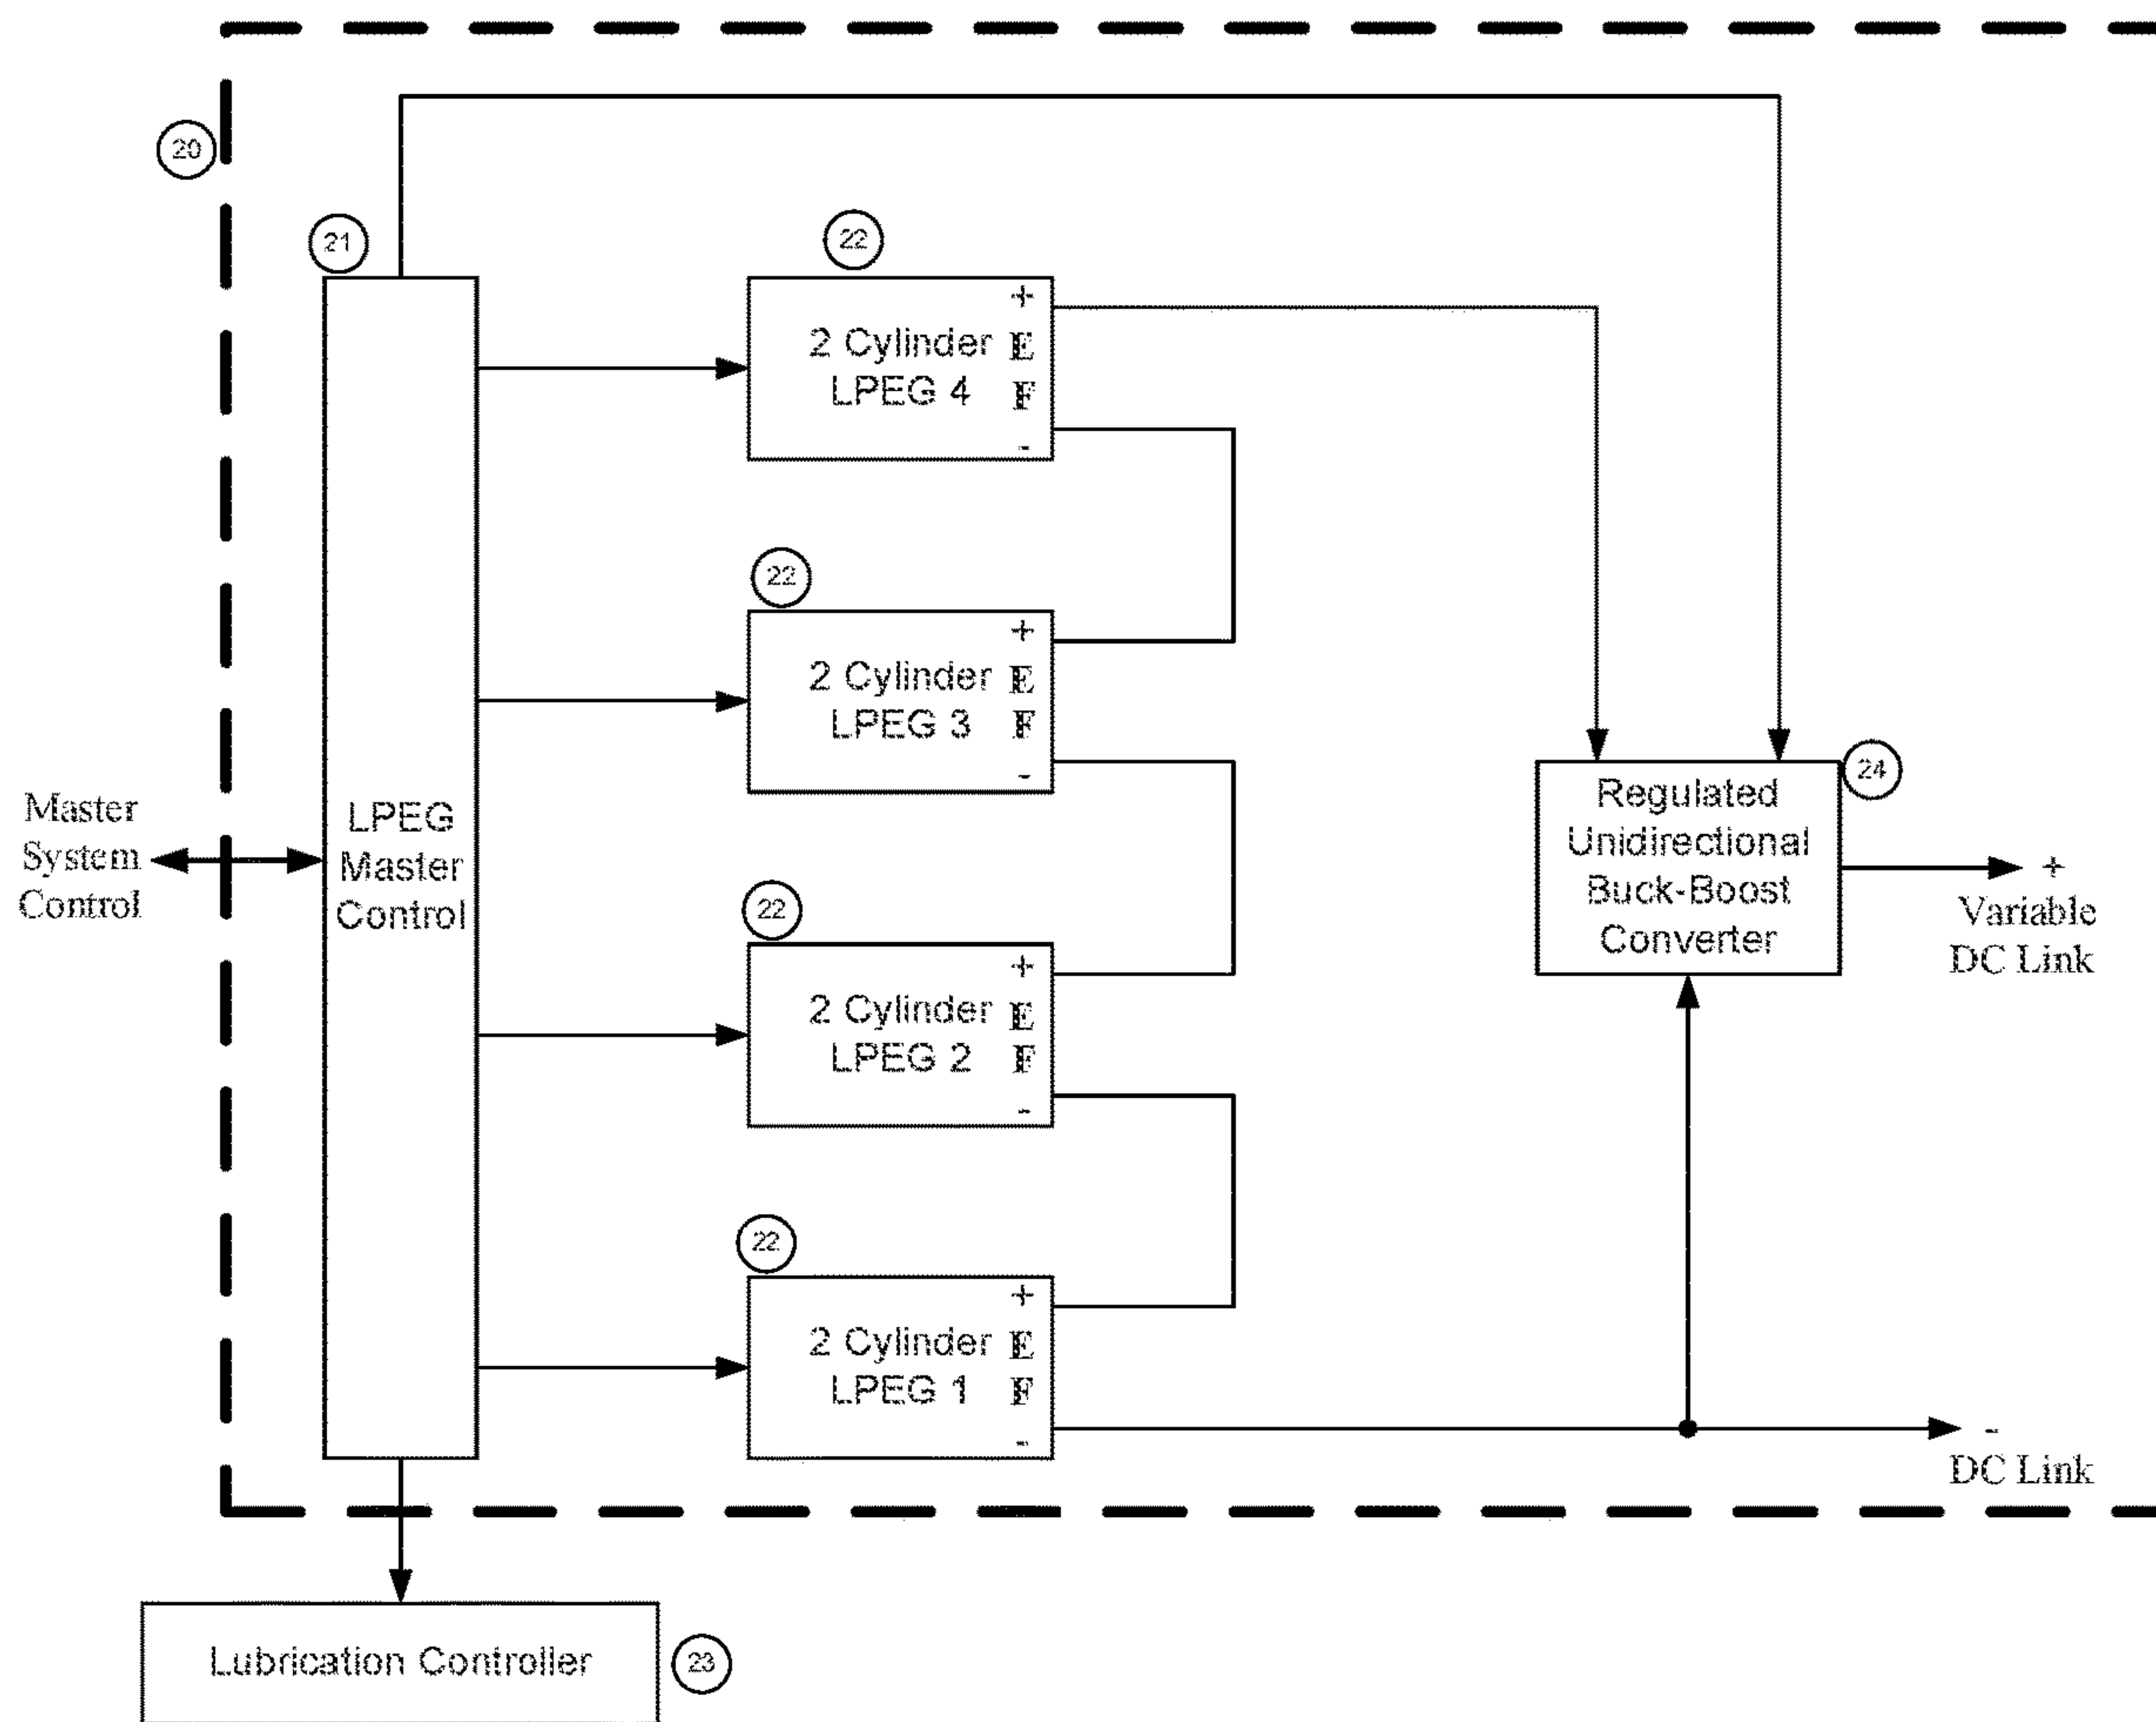 20
21
22
+
2 Cylinder E
LPEG 4 F
-
22
+
2 Cylinder E
LPEG 3 F
-
Master
System
Control
LPEG
Master
Control
24
Regulated
Unidirectional
Buck-Boost
Converter
+
Variable
DC Link
22
+
2 Cylinder E
LPEG 2 F
-
22
+
2 Cylinder E
LPEG 1 F
-
-
DC Link
Lubrication Controller
23